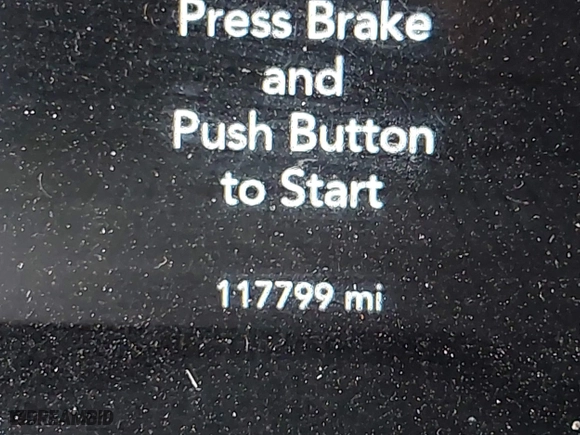 Press Brake
and
Push Button
to Start
117799 mi